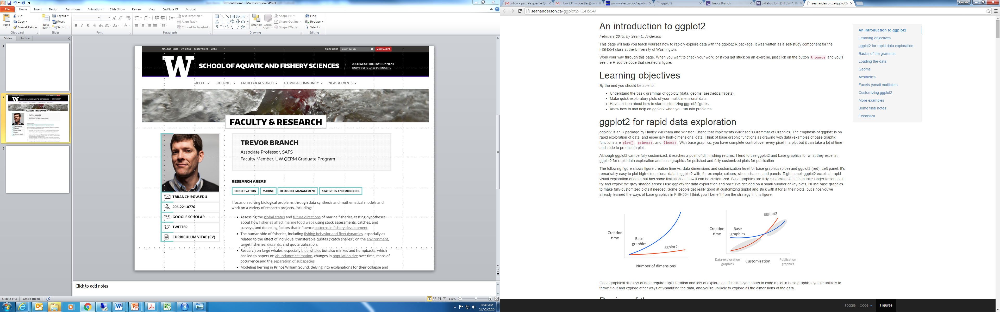 Presentation2 - Microsoft PowerPoint
File Home Insert Design Transitions Animations Slide Show Review View EndNote X7 Acrobat
Paste
Cut
Copy
Format Painter
Clipboard
New Slide
Layout
Reset
Section
Slides
Font
Text Direction
Align Text
Convert to SmartArt
Paragraph
Arrange
Quick Styles
Shape Fill
Shape Outline
Shape Effects
Drawing
Find
Replace
Select
Editing
Slides Outline
1
2
3
COLLEGE HOME UW HOME DIRECTORIES MAPS
QUICK LINKS Search this site MAKE A GIFT
W SCHOOL OF AQUATIC AND FISHERY SCIENCES
COLLEGE OF THE ENVIRONMENT
UNIVERSITY of WASHINGTON
ABOUT STUDENTS FACULTY & RESEARCH ALUMNI & COMMUNITY NEWS & EVENTS
FACULTY & RESEARCH
TREVOR BRANCH
Associate Professor, SAFS
Faculty Member, UW QERM Graduate Program
TBRANCH@UW.EDU
206-221-0776
GOOGLE SCHOLAR
TWITTER
CURRICULUM VITAE (CV)
RESEARCH AREAS
CONSERVATION MARINE RESOURCE MANAGEMENT STATISTICS AND MODELING
I focus on solving biological problems through data synthesis and mathematical models and
work on a variety of research projects, including:
• Assessing the global status and future directions of marine fisheries, testing hypotheses
about how fisheries affect marine food webs using stock assessments, catches, and
surveys, and detecting factors that influence patterns in fishery development.
• The human side of fisheries, including fishing behavior and fleet dynamics, especially as
related to the effect of individual transferable quotas ("catch shares") on the environment,
target fisheries, discards, and quota utilization.
• Research on large whales, especially blue whales but also minkes and humpbacks, which
has led to papers on abundance estimation, changes in population size over time, maps of
occurrence and the separation of subspecies.
• Modeling herring in Prince William Sound, delving into explanations for their collapse and
Click to add notes
Slide 2 of 3 "Office Theme" 120%
10:40 AM
12/21/2015
Inbox - pascale.goertler@ Inbox (34) - goertler@uw. www.water.ca.gov/iep/do ggplot2 Trevor Branch Syllabus for FISH 554 A: B seananderson.ca/ggplot2- Pascale
seananderson.ca/ggplot2-FISH554/
An introduction to ggplot2
February 2015, by Sean C. Anderson
This page will help you teach yourself how to rapidly explore data with the ggplot2 R package. It was written as a self-study component for the
FISH554 class at the University of Washington.
Work your way through this page. When you want to check your work, or if you get stuck on an exercise, just click on the button R source and you'll
see the R source code that created a figure.
Learning objectives
By the end you should be able to:
• Understand the basic grammar of ggplot2 (data, geoms, aesthetics, facets).
• Make quick exploratory plots of your multidimensional data.
• Have an idea about how to start customizing ggplot2 figures.
• Know how to find help on ggplot2 when you run into problems.
ggplot2 for rapid data exploration
ggplot2 is an R package by Hadley Wickham and Winston Chang that implements Wilkinson's Grammar of Graphics. The emphasis of ggplot2 is on
rapid exploration of data, and especially high-dimensional data. Think of base graphic functions as drawing with data (examples of base graphic
functions are plot(), points(), and lines(). With base graphics, you have complete control over every pixel in a plot but it can take a lot of time
and code to produce a plot.
Although ggplot2 can be fully customized, it reaches a point of diminishing returns. I tend to use ggplot2 and base graphics for what they excel at:
ggplot2 for rapid data exploration and base graphics for polished and fully-customized plots for publication.
The following figure shows figure creation time vs. data dimensions and customization level for base graphics (blue) and ggplot2 (red). Left panel: It's
remarkably easy to plot high-dimensional data in ggplot2 with, for example, colours, sizes, shapes, and panels. Right panel: ggplot2 excels at rapid
visual exploration of data, but has some limitations in how it can be customized. Base graphics are fully customizable but can take longer to set up. I
try and exploit the grey shaded areas: I use ggplot2 for data exploration and once I've decided on a small number of key plots, I'll use base graphics
to make fully-customized plots if needed. Some people get really good at customizing ggplot and stick with it for all their plots, but since you've
already learned the ways of base graphics in FISH554 I think you'll benefit from the strategy in this figure:
Creation time
Base graphics
ggplot2
Number of dimensions
Creation time
Base graphics
ggplot2
Data-exploration graphics
Customization
Publication graphics
Good graphical displays of data require rapid iteration and lots of exploration. If it takes you hours to code a plot in base graphics, you're unlikely to
throw it out and explore other ways of visualizing the data, and you're unlikely to explore all the dimensions of the data.
An introduction to ggplot2
Learning objectives
ggplot2 for rapid data exploration
Basics of the grammar
Loading the data
Geoms
Aesthetics
Facets (small multiples)
Customizing ggplot2
More examples
Some final notes
Feedback
Toggle Code Figures